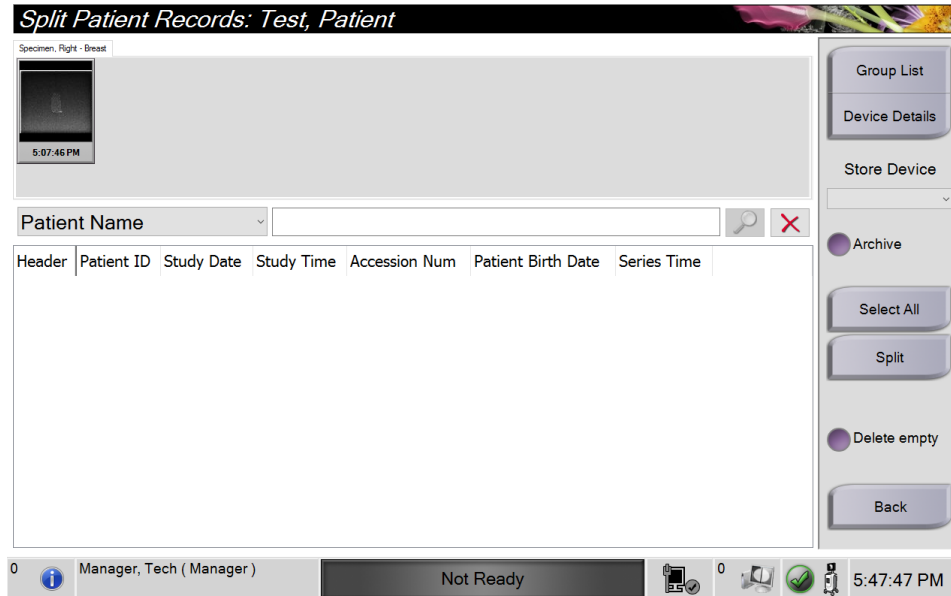 Split Patient Records: Test, Patient
Specimen, Right - Breast
5:07:46 PM
Group List
Device Details
Store Device
Patient Name
Archive
Header Patient ID Study Date Study Time Accession Num Patient Birth Date Series Time
Select All
Split
Delete empty
Back
0 Manager, Tech ( Manager ) Not Ready 0 5:47:47 PM